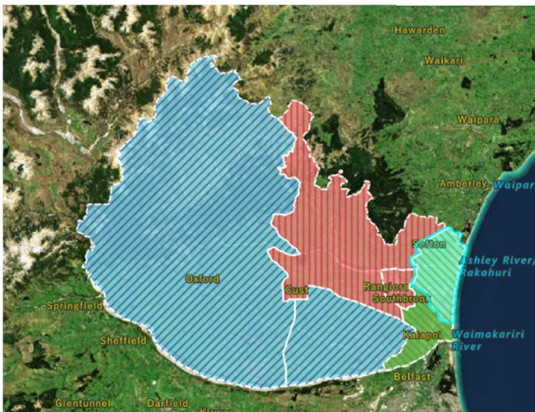 Hawarden
Waikari
Waipara
Amberley
Waipar
Sefton
Ashley River/
Rakahuri
Oxford
Cust
Rangiora
Southbroo
Springfield
Kaiapoi
Waimakariri
River
Sheffield
Belfast
Glentunnel
Darfield